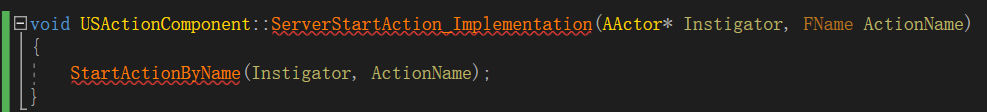 void USActionComponent::ServerStartAction_Implementation(AActor* Instigator, FName ActionName)
{
StartActionByName(Instigator, ActionName);
}